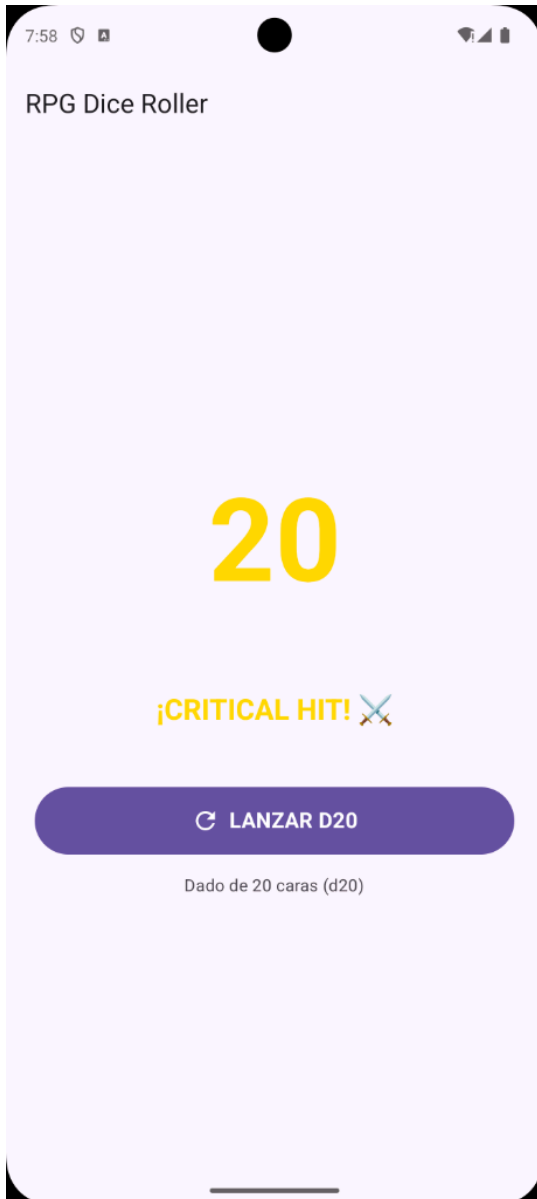 7:58
RPG Dice Roller
20
¡CRITICAL HIT! ⚔️
LANZAR D20
Dado de 20 caras (d20)